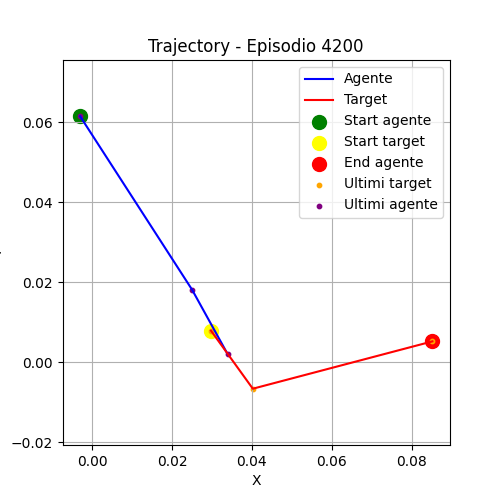 Trajectory - Episodio 4200
Agente
Target
Start agente
Start target
End agente
Ultimi target
Ultimi agente
0.06
0.04
0.02
0.00
−0.02
0.00 0.02 0.04 0.06 0.08
X